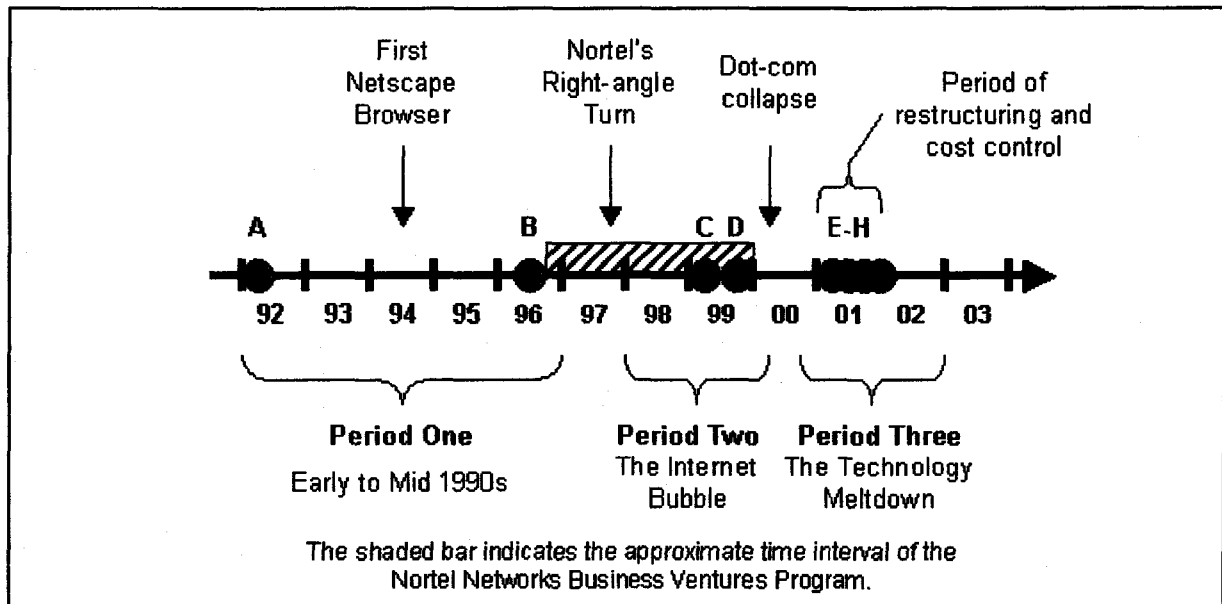 First
Netscape
Browser
Nortel's
Right-angle
Turn
Dot-com
collapse
Period of
restructuring and
cost control
A B C D E-H
92 93 94 95 96 97 98 99 00 01 02 03
Period One
Early to Mid 1990s
Period Two
The Internet
Bubble
Period Three
The Technology
Meltdown
The shaded bar indicates the approximate time interval of the
Nortel Networks Business Ventures Program.